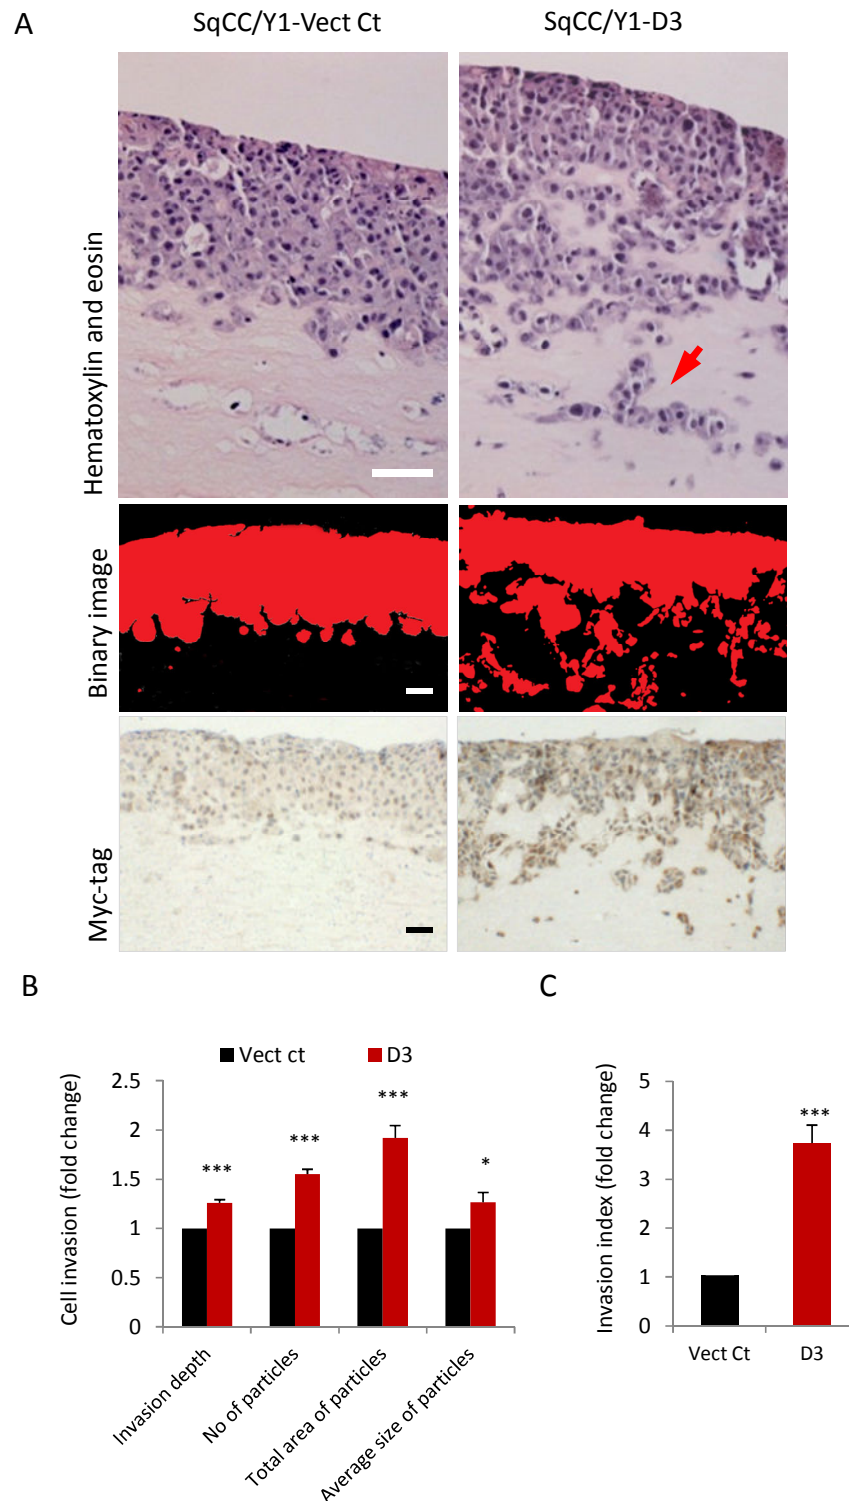 A
SqCC/Y1-Vect Ct
SqCC/Y1-D3
Hematoxylin and eosin
Binary image
Myc-tag
B
Vect ct
D3
Cell invasion (fold change)
2.5
2
1.5
1
0.5
0
***
***
***
*
Invasion depth
No of particles
Total area of particles
Average size of particles
C
Invasion index (fold change)
5
4
3
2
1
0
***
Vect Ct
D3